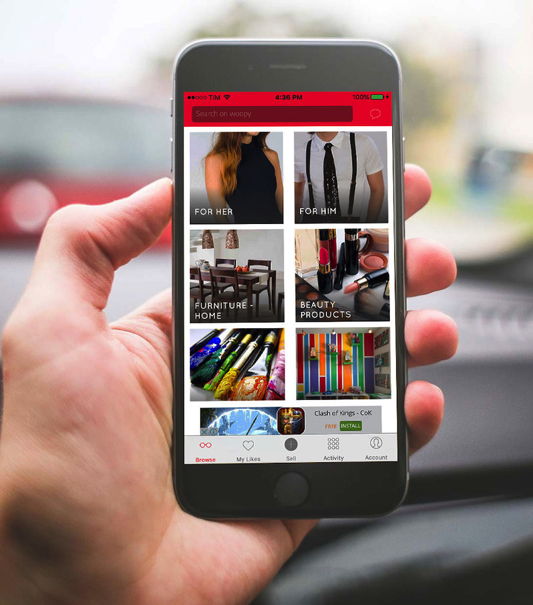 TIM
4:36 PM
100%
Search on woopy
FOR HER
FOR HIM
FURNITURE -
HOME
BEAUTY
PRODUCTS
Clash of Kings - CoK
FREE INSTALL
Browse
My Likes
Sell
Activity
Account